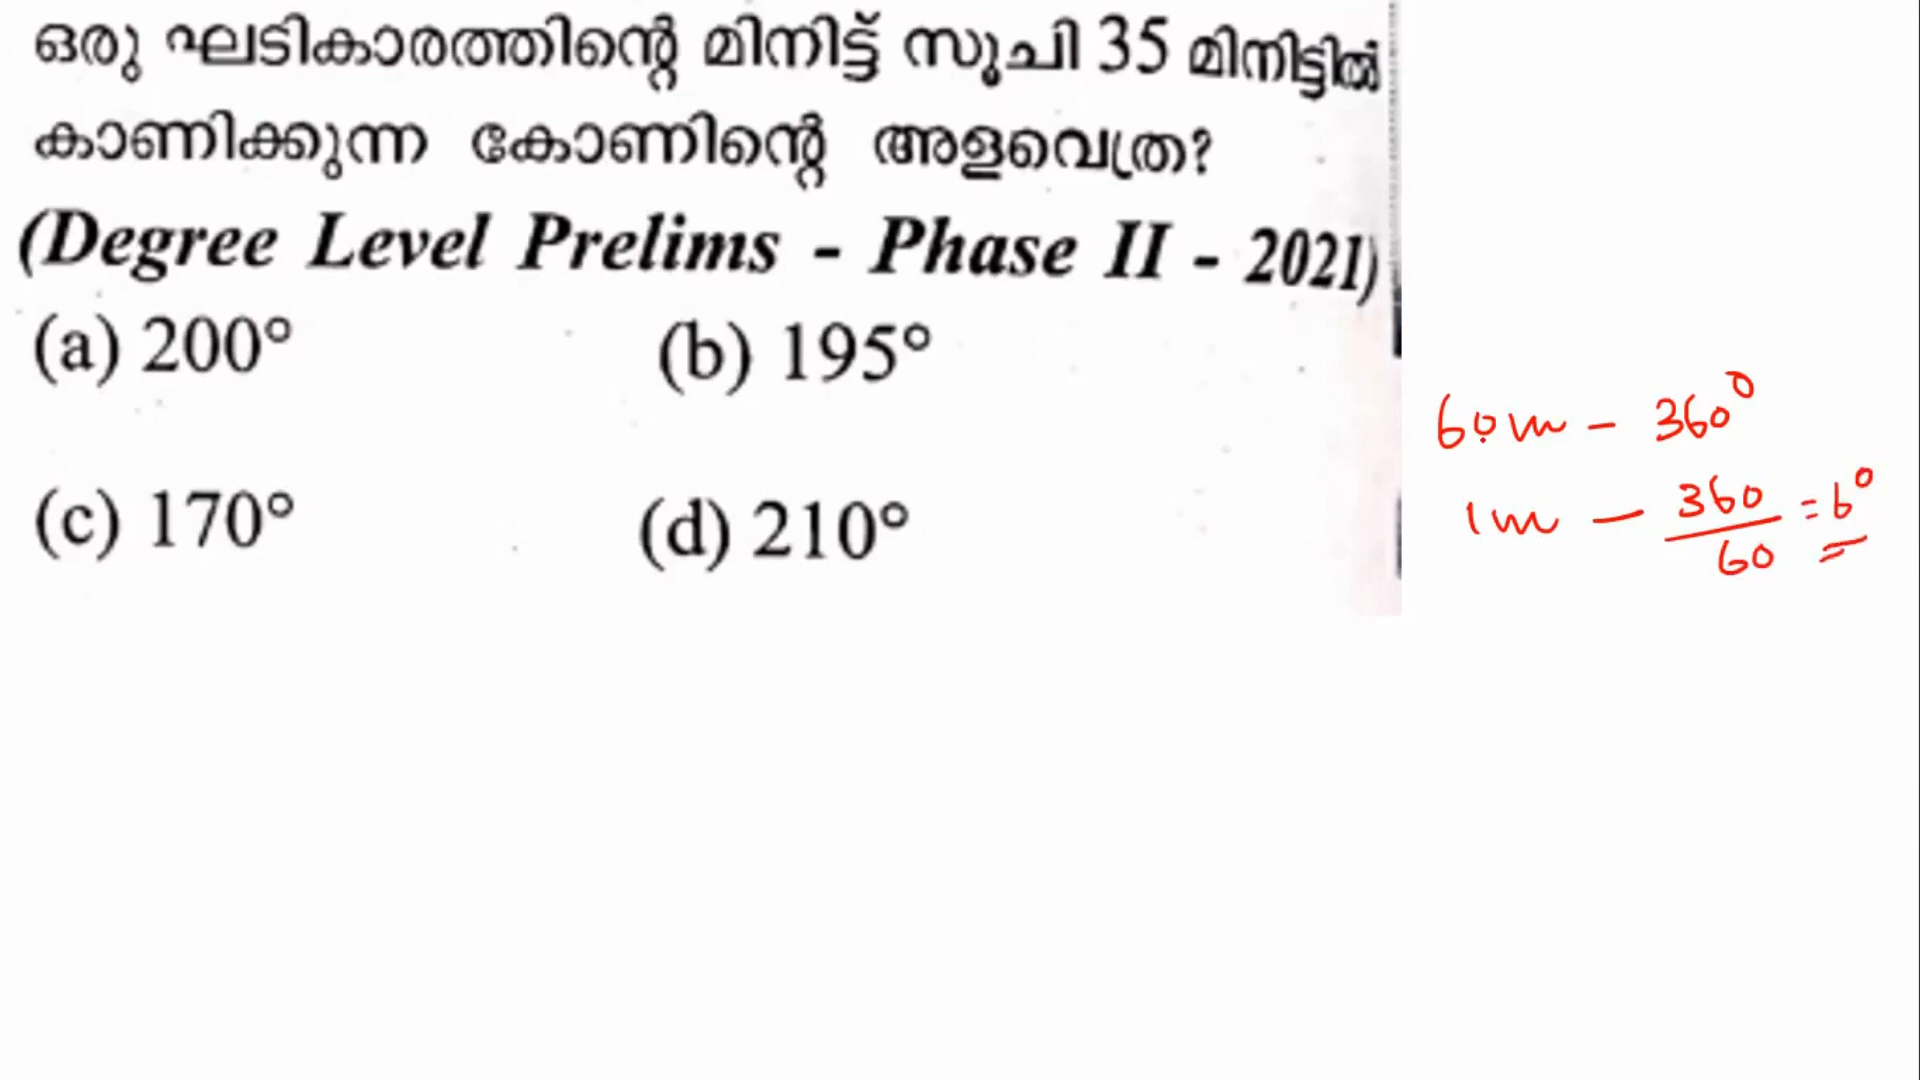 ഒരു ഘടികാരത്തിന്റെ മിനിട്ട് സൂചി 35 മിനിട്ടിൽ
കാണിക്കുന്ന കോണിന്റെ അളവെത്ര?
(Degree Level Prelims - Phase II - 2021)
(a) 200° (b) 195°
(c) 170° (d) 210°
60m - 360°
1m - 360/60 = 6°